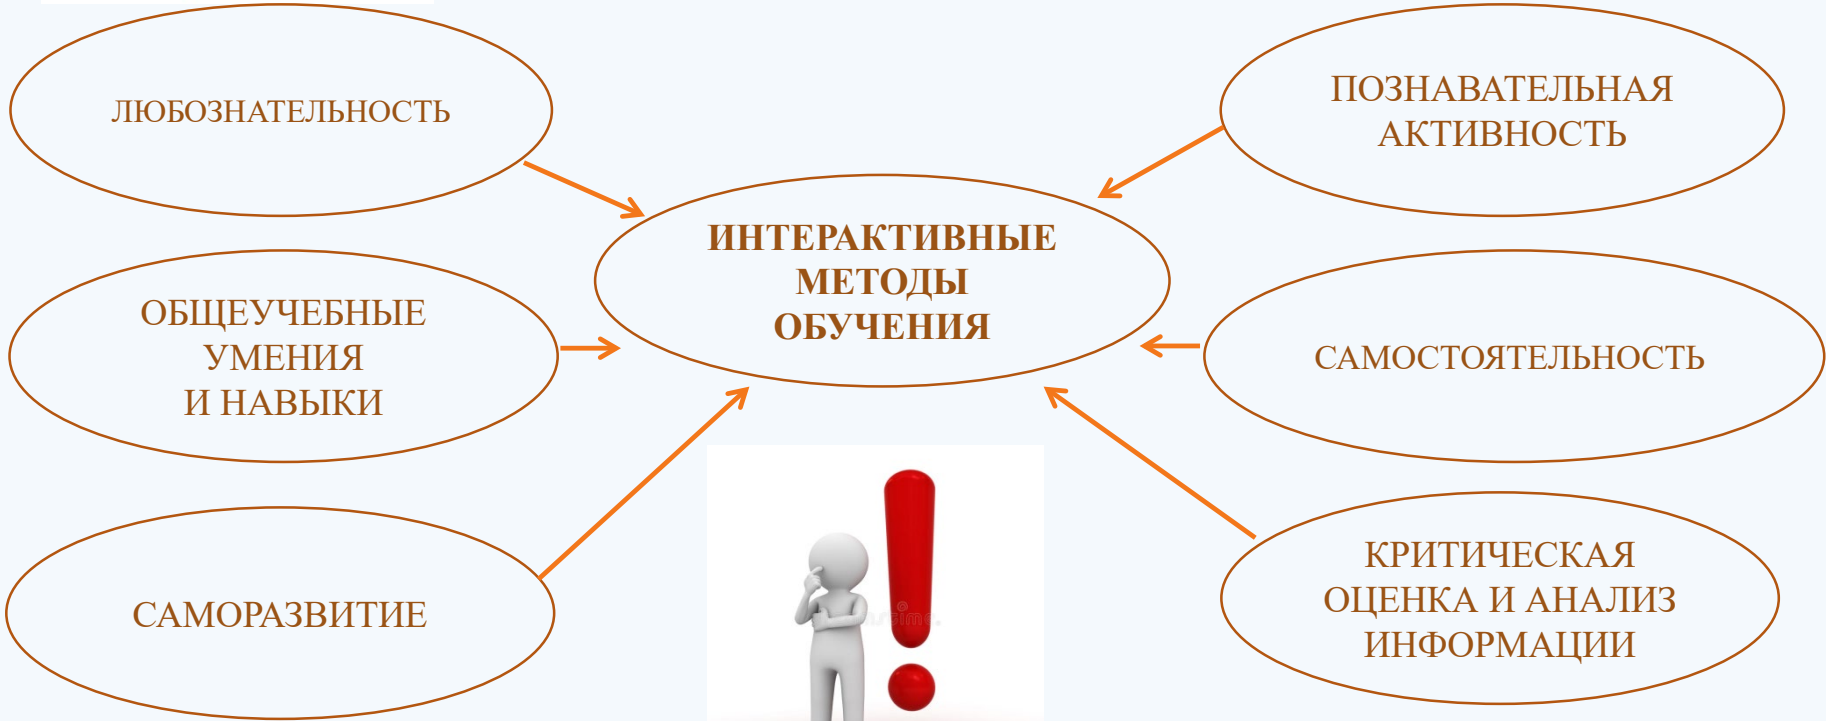 ЛЮБОЗНАТЕЛЬНОСТЬ
ПОЗНАВАТЕЛЬНАЯ
АКТИВНОСТЬ
ИНТЕРАКТИВНЫЕ
МЕТОДЫ
ОБУЧЕНИЯ
ОБЩЕУЧЕБНЫЕ
УМЕНИЯ
И НАВЫКИ
САМОСТОЯТЕЛЬНОСТЬ
САМОРАЗВИТИЕ
КРИТИЧЕСКАЯ
ОЦЕНКА И АНАЛИЗ
ИНФОРМАЦИИ